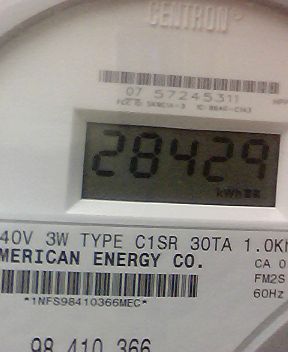 CENTRON®
07 57245311
28429
kWh
40V 3W TYPE C1SR 30TA 1.0Kh
MERICAN ENERGY CO.
CA 0
FM2S
60Hz
*1NFS98410366MEC*
98 410 366